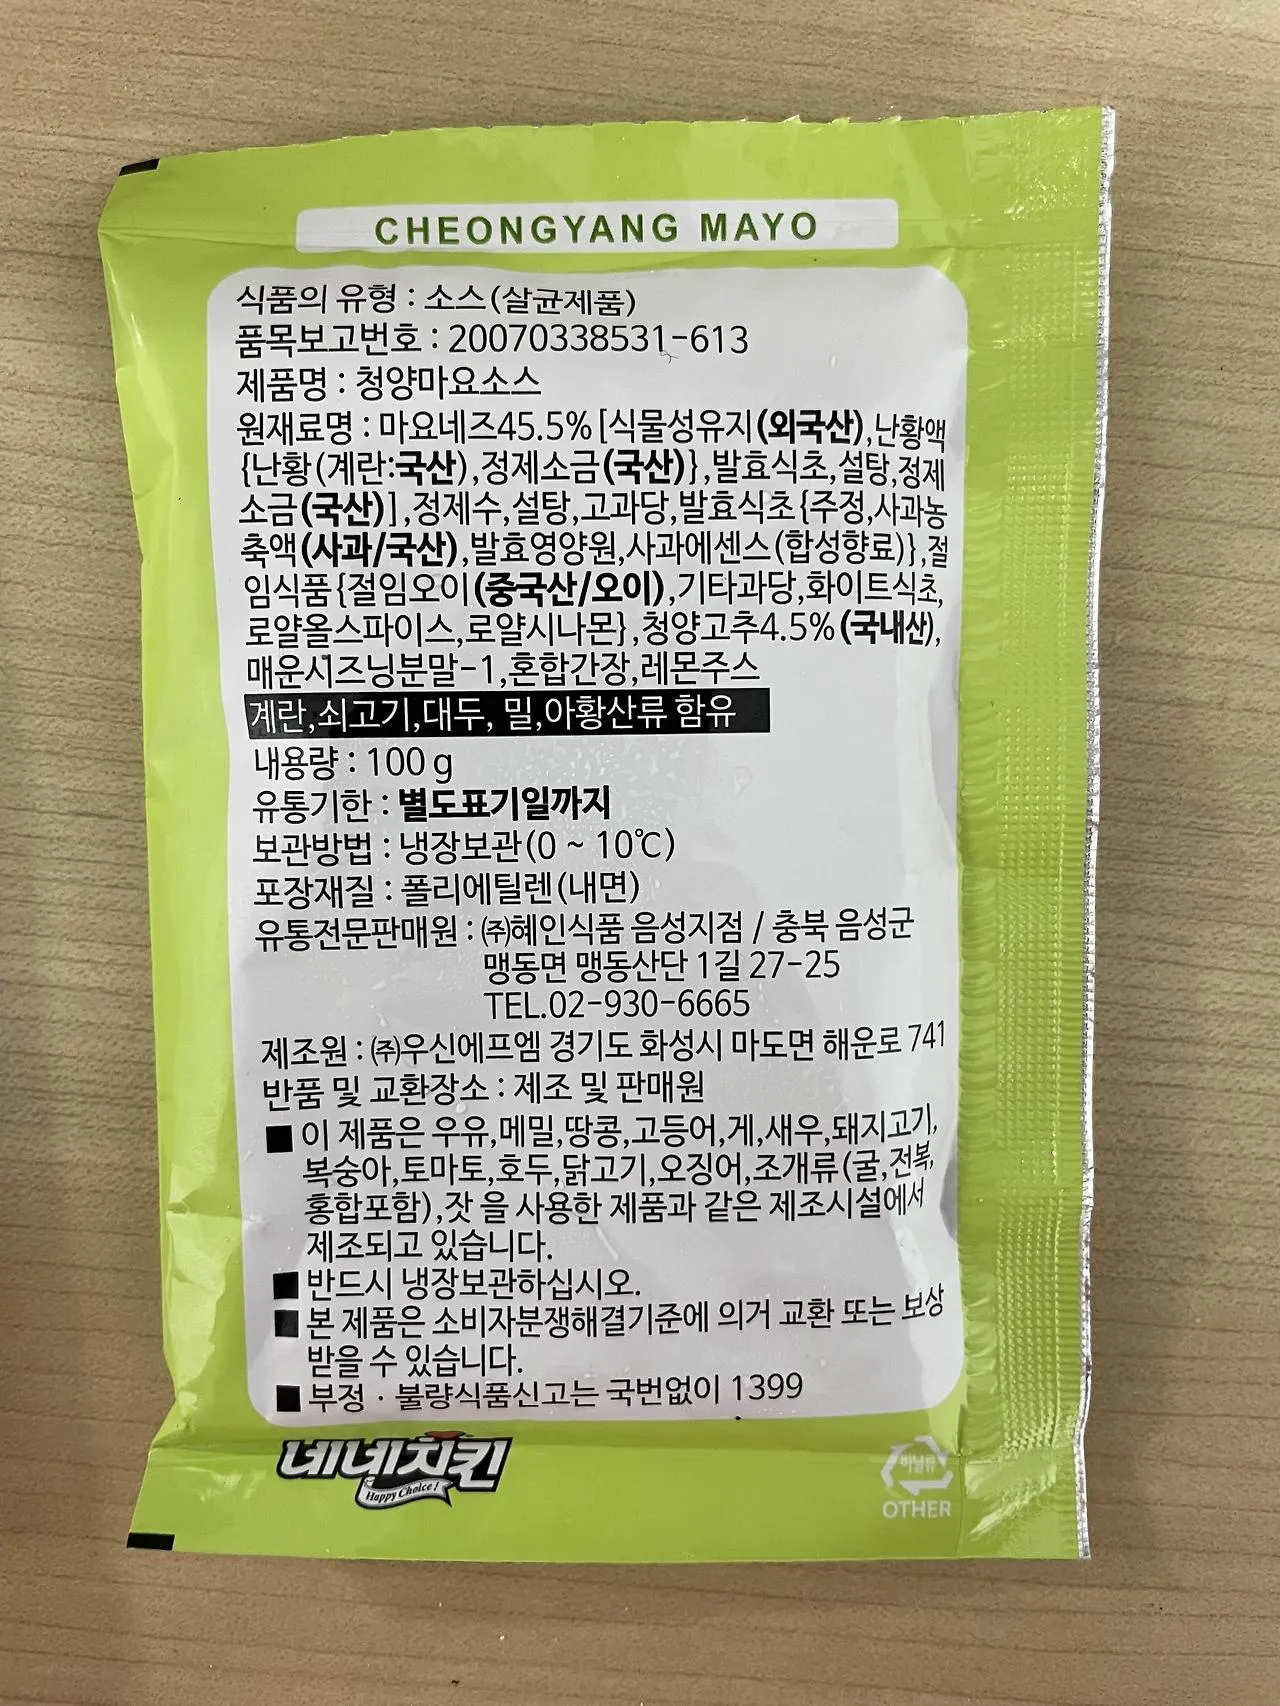 CHEONGYANG MAYO
식품의 유형 : 소스(살균제품)
품목보고번호 : 20070338531-613
제품명 : 청양마요소스
원재료명 : 마요네즈45.5% [식물성유지(외국산),난황액
{난황(계란:국산),정제소금(국산)},발효식초,설탕,정제
소금(국산)],정제수,설탕,고과당,발효식초{주정,사과농
축액(사과/국산),발효영양원,사과에센스(합성향료)},절
임식품{절임오이(중국산/오이),기타과당,화이트식초,
로얄올스파이스,로얄시나몬},청양고추4.5%(국내산),
매운시즈닝분말-1,혼합간장,레몬주스
계란,쇠고기,대두, 밀,아황산류 함유
내용량 : 100 g
유통기한 : 별도표기일까지
보관방법 : 냉장보관(0 ~ 10℃)
포장재질 : 폴리에틸렌(내면)
유통전문판매원 : ㈜혜인식품 음성지점 / 충북 음성군
맹동면 맹동산단 1길 27-25
TEL.02-930-6665
제조원 : ㈜우신에프엠 경기도 화성시 마도면 해운로 741
반품 및 교환장소 : 제조 및 판매원
■ 이 제품은 우유,메밀,땅콩,고등어,게,새우,돼지고기,
복숭아,토마토,호두,닭고기,오징어,조개류(굴,전복,
홍합포함),잣 을 사용한 제품과 같은 제조시설에서
제조되고 있습니다.
■ 반드시 냉장보관하십시오.
■ 본 제품은 소비자분쟁해결기준에 의거 교환 또는 보상
받을 수 있습니다.
■ 부정 · 불량식품신고는 국번없이 1399
네네치킨
Happy Choice!
비닐류
OTHER